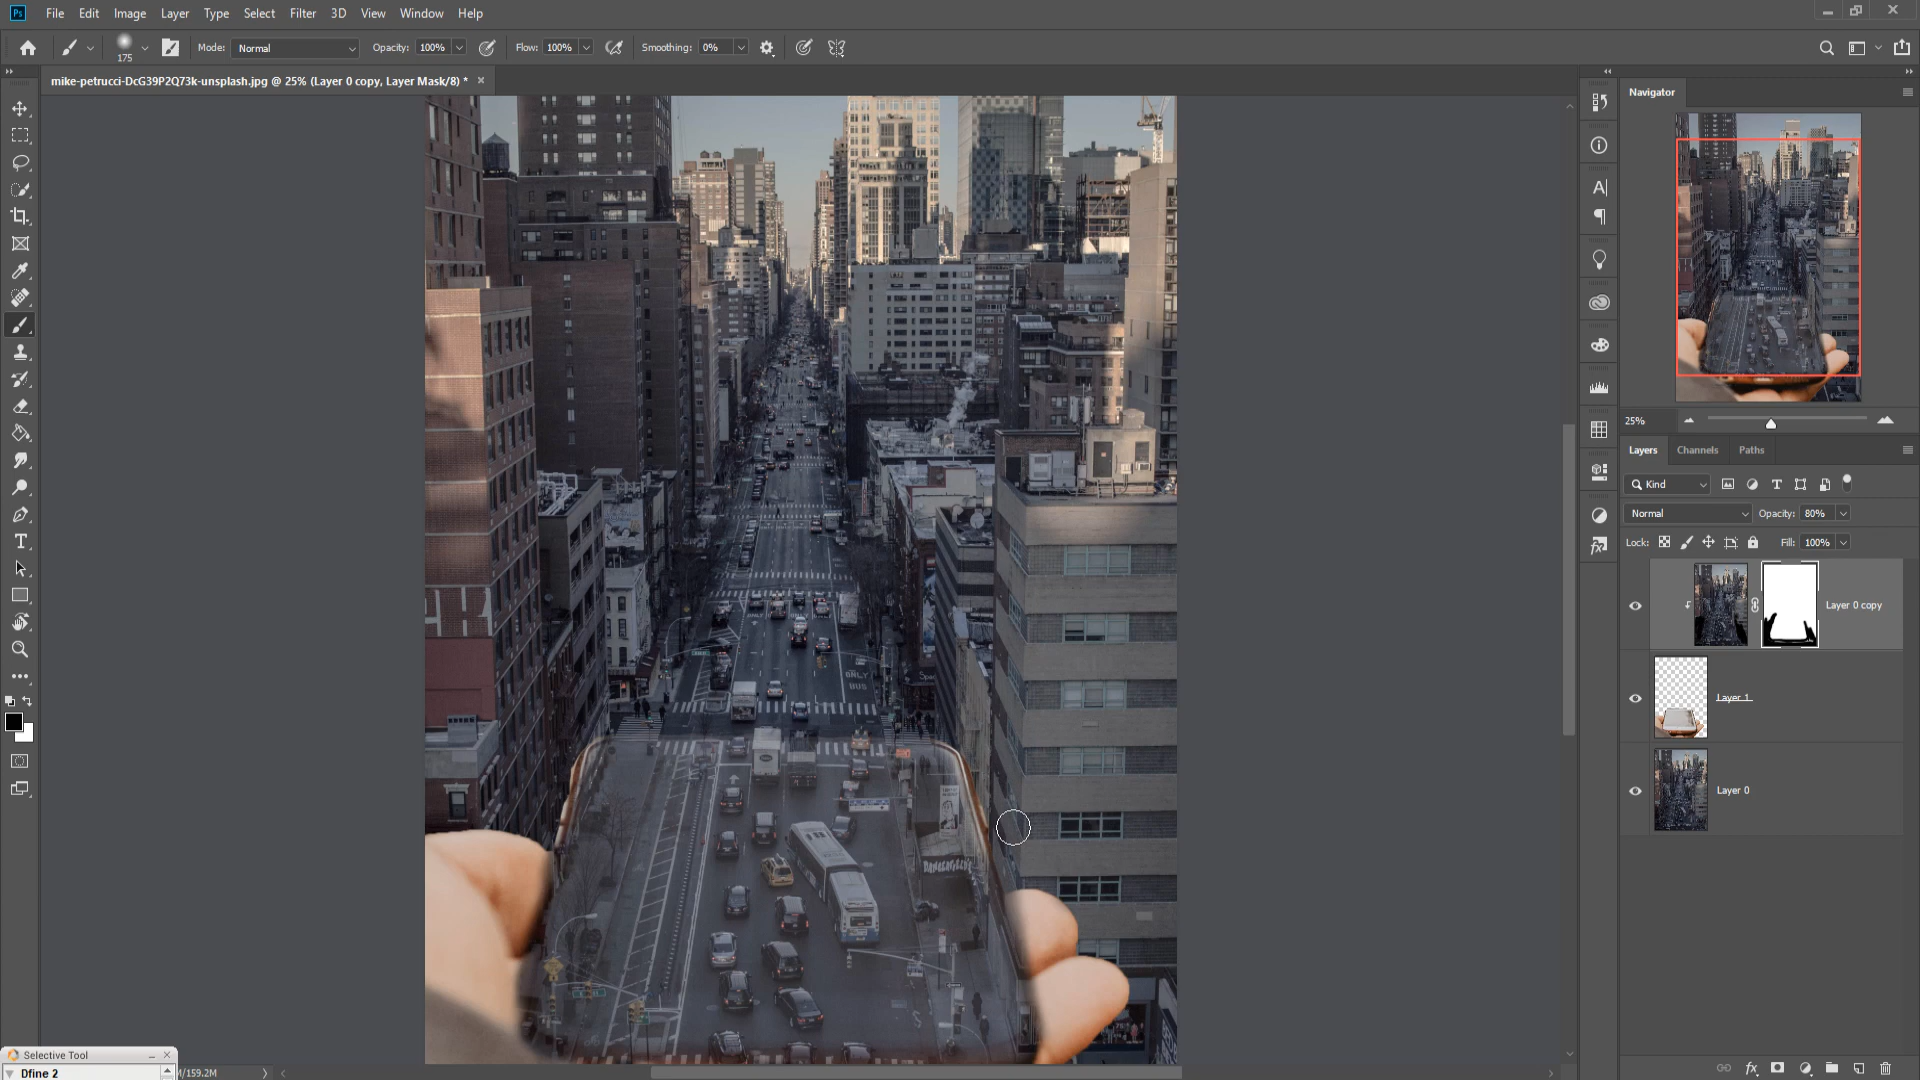 Ps File Edit Image Layer Type Select Filter 3D View Window Help
175 Mode: Normal Opacity: 100% Flow: 100% Smoothing: 0%
mike-petrucci-DcG39P2Q73k-unsplash.jpg @ 25% (Layer 0 copy, Layer Mask/8) *
Navigator
25%
Layers Channels Paths
Kind
Normal Opacity: 80%
Lock: Fill: 100%
Layer 0 copy
Layer 1
Layer 0
ONLY
BUS
Selective Tool
Dfine 2
M/159.2M